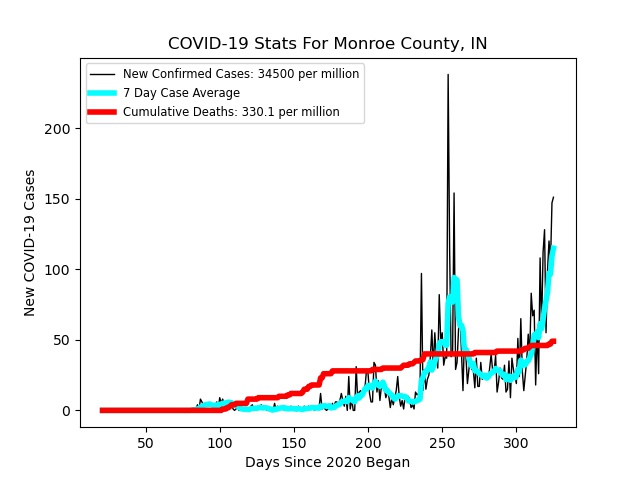 COVID-19 Stats For Monroe County, IN
New Confirmed Cases: 34500 per million
7 Day Case Average
Cumulative Deaths: 330.1 per million
New COVID-19 Cases
200
150
100
50
0
50 100 150 200 250 300
Days Since 2020 Began